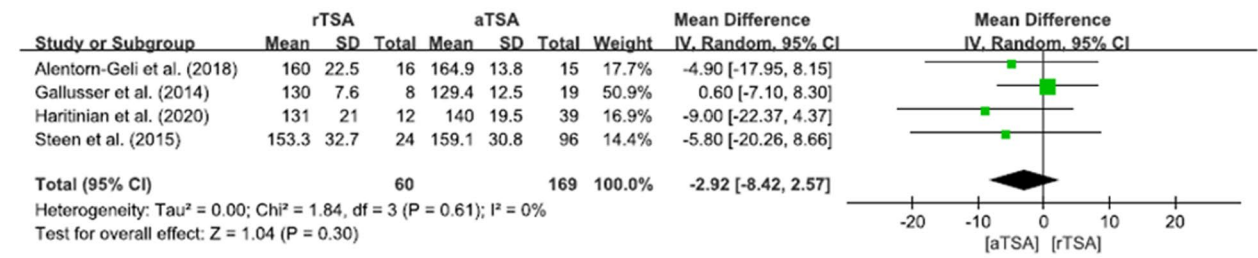 rTSA aTSA Mean Difference Mean Difference
Study or Subgroup Mean SD Total Mean SD Total Weight IV, Random, 95% CI IV, Random, 95% CI
Alentorn-Geli et al. (2018) 160 22.5 16 164.9 13.8 15 17.7% -4.90 [-17.95, 8.15]
Gallusser et al. (2014) 130 7.6 8 129.4 12.5 19 50.9% 0.60 [-7.10, 8.30]
Haritinian et al. (2020) 131 21 12 140 19.5 39 16.9% -9.00 [-22.37, 4.37]
Steen et al. (2015) 153.3 32.7 24 159.1 30.8 96 14.4% -5.80 [-20.26, 8.66]
Total (95% CI) 60 169 100.0% -2.92 [-8.42, 2.57]
Heterogeneity: Tau² = 0.00; Chi² = 1.84, df = 3 (P = 0.61); I² = 0%
Test for overall effect: Z = 1.04 (P = 0.30)
-20 -10 0 10 20
[aTSA] [rTSA]